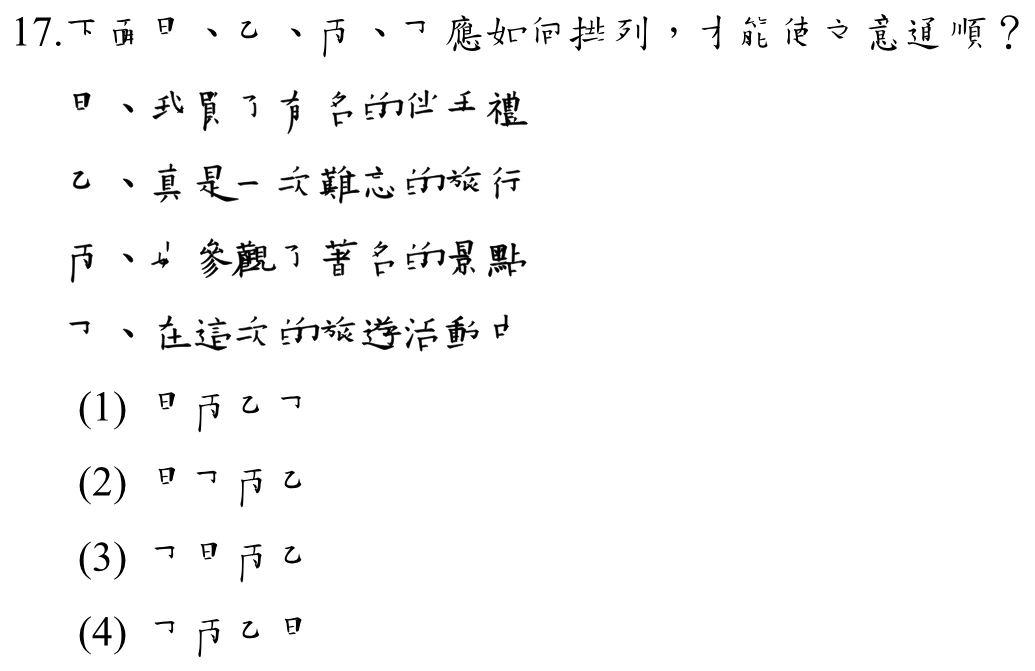 17.下面甲、乙、丙、丁應如何排列，才能使文意通順？
甲、我買了有名的伴手禮
乙、真是一次難忘的旅行
丙、也參觀了著名的景點
丁、在這次的旅遊活動中
(1) 甲丙乙丁
(2) 甲丁丙乙
(3) 丁甲丙乙
(4) 丁丙乙甲